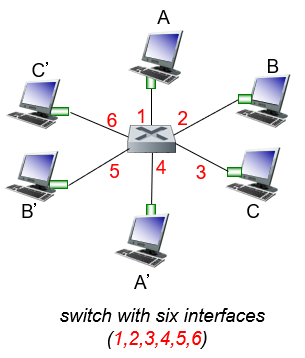 A
C’
B
1
6
2
5
4
3
B’
C
A’
switch with six interfaces
(1,2,3,4,5,6)